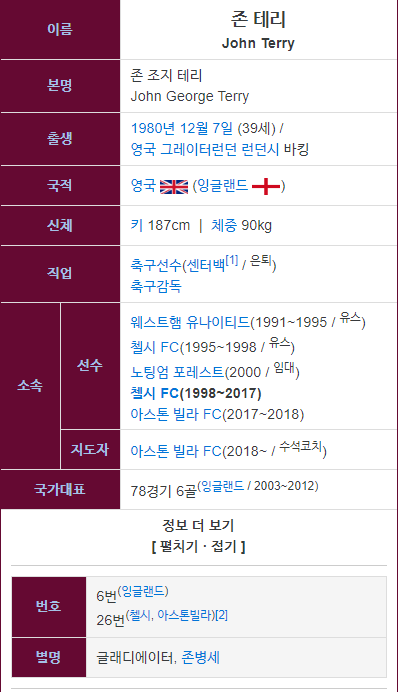 이름
존 테리
John Terry
본명
존 조지 테리
John George Terry
출생
1980년 12월 7일 (39세) /
영국 그레이터런던 런던시 바킹
국적
영국 (잉글랜드 )
신체
키 187cm | 체중 90kg
직업
축구선수(센터백[1] / 은퇴)
축구감독
소속
선수
웨스트햄 유나이티드(1991~1995 / 유스)
첼시 FC(1995~1998 / 유스)
노팅엄 포레스트(2000 / 임대)
첼시 FC(1998~2017)
아스톤 빌라 FC(2017~2018)
지도자
아스톤 빌라 FC(2018~ / 수석코치)
국가대표
78경기 6골(잉글랜드 / 2003~2012)
정보 더 보기
[ 펼치기 · 접기 ]
번호
6번(잉글랜드)
26번(첼시, 아스톤빌라)[2]
별명
글래디에이터, 존병세